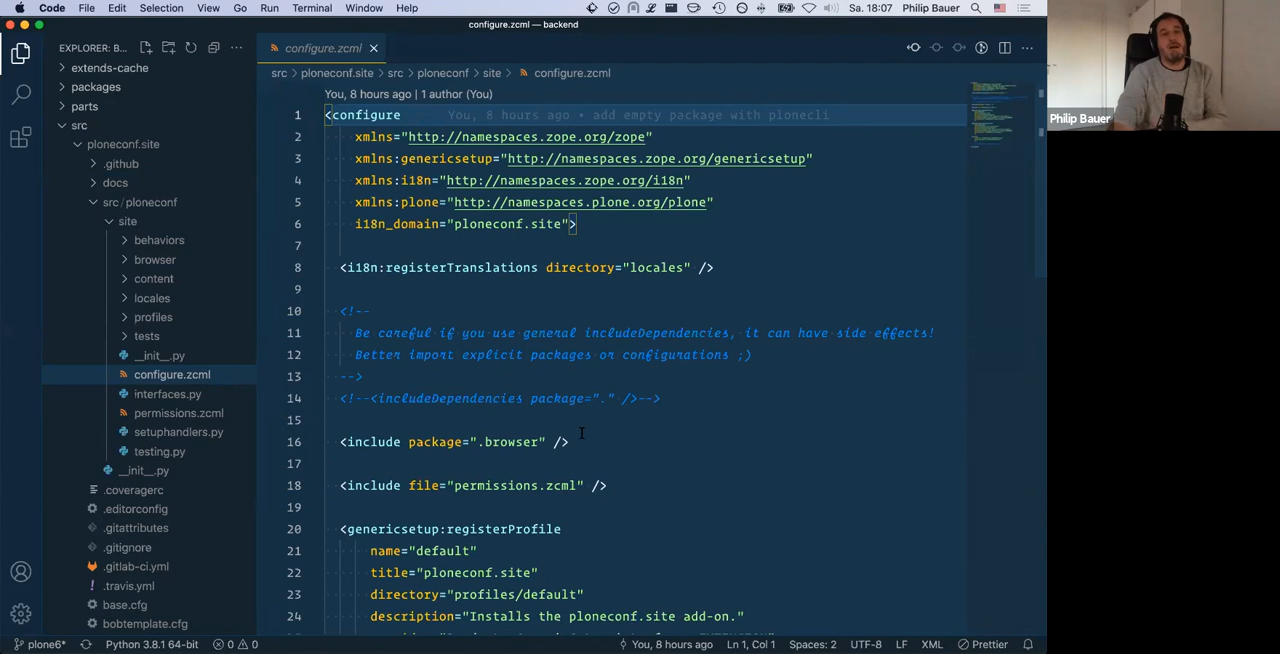 Code File Edit Selection View Go Run Terminal Window Help
Sa. 18:07 Philip Bauer
configure.zcml — backend
EXPLORER: B...
extends-cache
packages
parts
src
ploneconf.site
.github
docs
src / ploneconf
site
behaviors
browser
content
locales
profiles
tests
__init__.py
configure.zcml
interfaces.py
permissions.zcml
setuphandlers.py
testing.py
__init__.py
.coveragerc
.editorconfig
.gitattributes
.gitignore
.gitlab-ci.yml
.travis.yml
base.cfg
bobtemplate.cfg
configure.zcml
src > ploneconf.site > src > ploneconf > site > configure.zcml
You, 8 hours ago | 1 author (You)
1 <configure You, 8 hours ago • add empty package with plonecli
2 xmlns="http://namespaces.zope.org/zope"
3 xmlns:genericsetup="http://namespaces.zope.org/genericsetup"
4 xmlns:i18n="http://namespaces.zope.org/i18n"
5 xmlns:plone="http://namespaces.plone.org/plone"
6 i18n_domain="ploneconf.site">
7
8 <i18n:registerTranslations directory="locales" />
9
10 <!--
11 Be careful if you use general includeDependencies, it can have side effects!
12 Better import explicit packages or configurations ;)
13 -->
14 <!--<includeDependencies package="." />-->
15
16 <include package=".browser" />
17
18 <include file="permissions.zcml" />
19
20 <genericsetup:registerProfile
21 name="default"
22 title="ploneconf.site"
23 directory="profiles/default"
24 description="Installs the ploneconf.site add-on."
plone6* Python 3.8.1 64-bit 0 0
You, 8 hours ago Ln 1, Col 1 Spaces: 2 UTF-8 LF XML Prettier
Philip Bauer